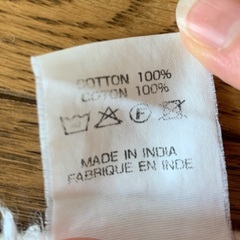 COTTON 100%
COTON 100%
F
MADE IN INDIA
FABRIQUE EN INDE